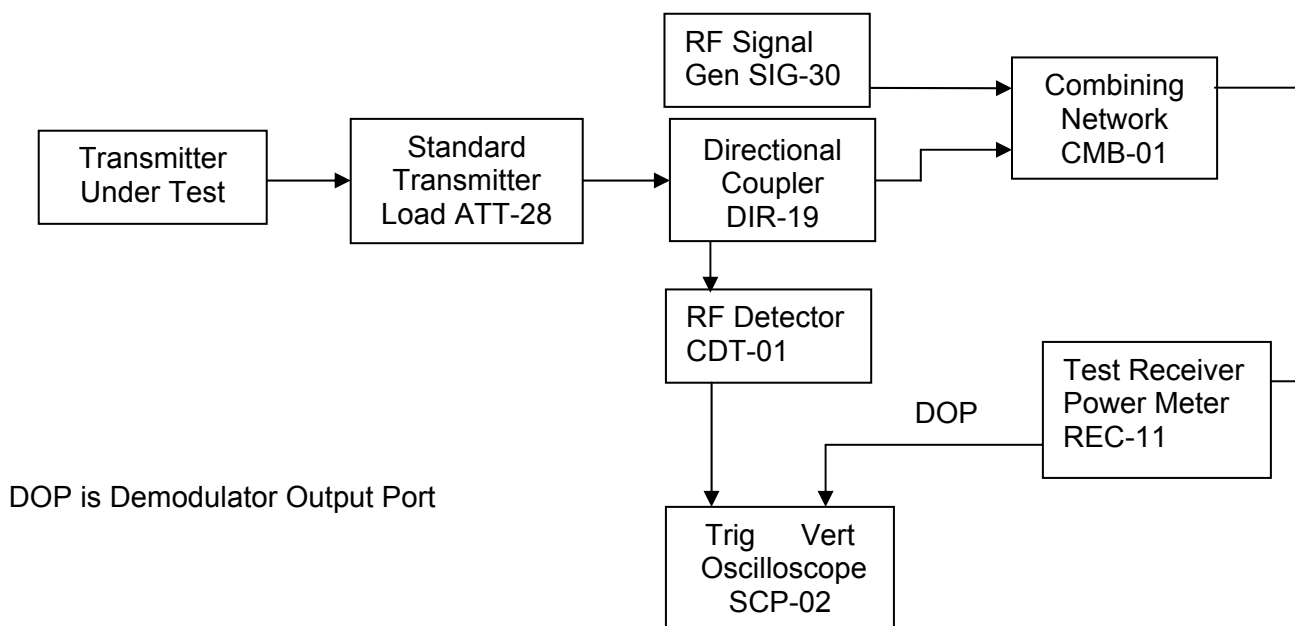 RF Signal
Gen SIG-30
Combining
Network
CMB-01
Transmitter
Under Test
Standard
Transmitter
Load ATT-28
Directional
Coupler
DIR-19
RF Detector
CDT-01
Test Receiver
Power Meter
REC-11
DOP
DOP is Demodulator Output Port
Trig Vert
Oscilloscope
SCP-02